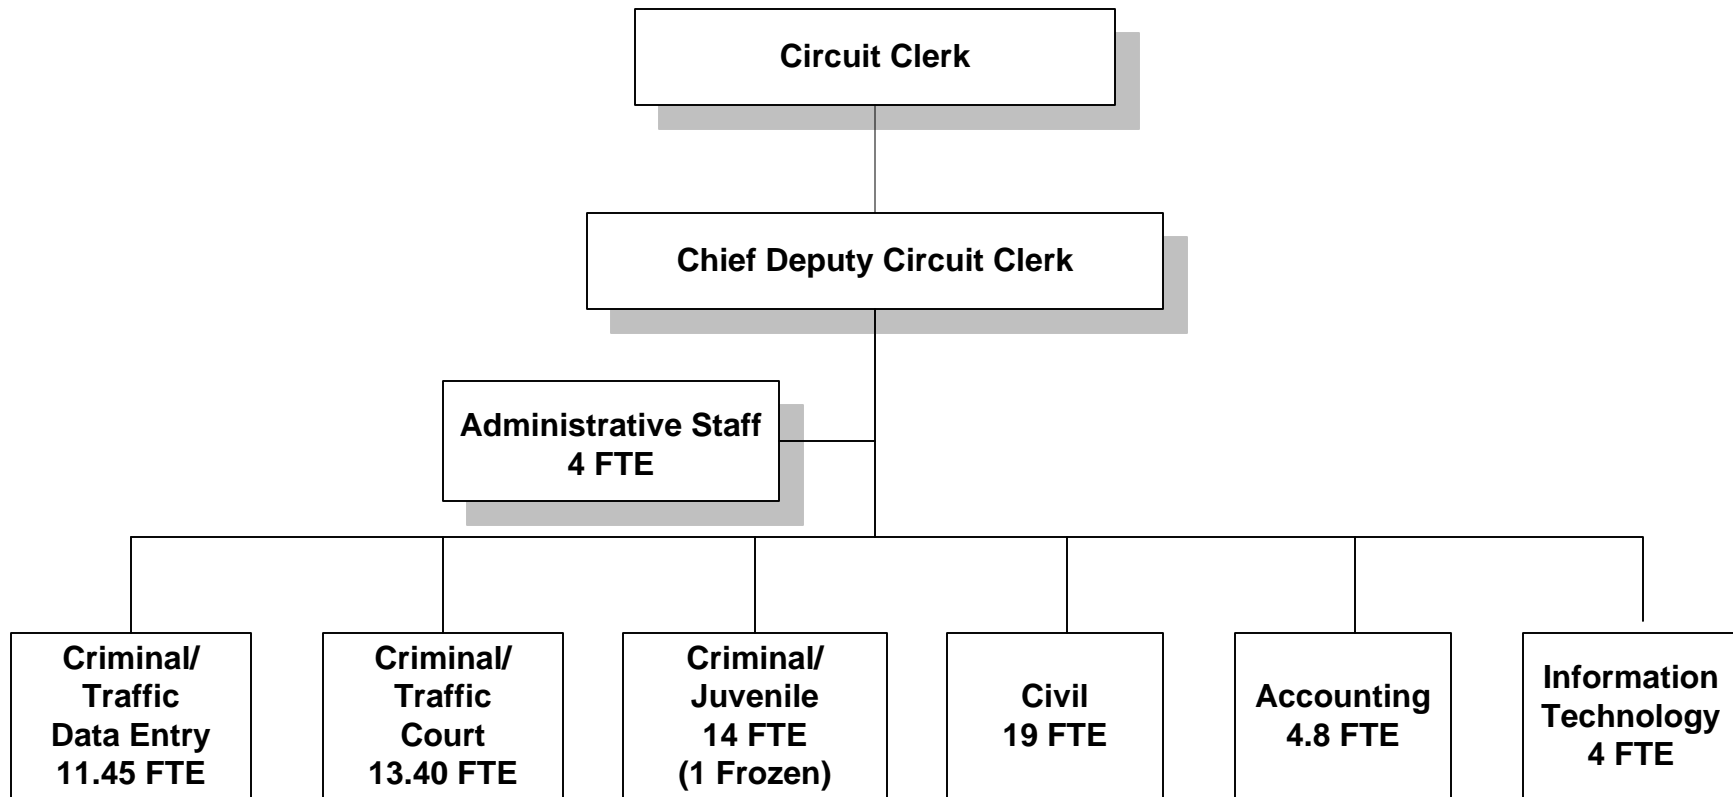 Circuit Clerk
Chief Deputy Circuit Clerk
Administrative Staff
4 FTE
Criminal/
Traffic
Data Entry
11.45 FTE
Criminal/
Traffic
Court
13.40 FTE
Criminal/
Juvenile
14 FTE
(1 Frozen)
Civil
19 FTE
Accounting
4.8 FTE
Information
Technology
4 FTE